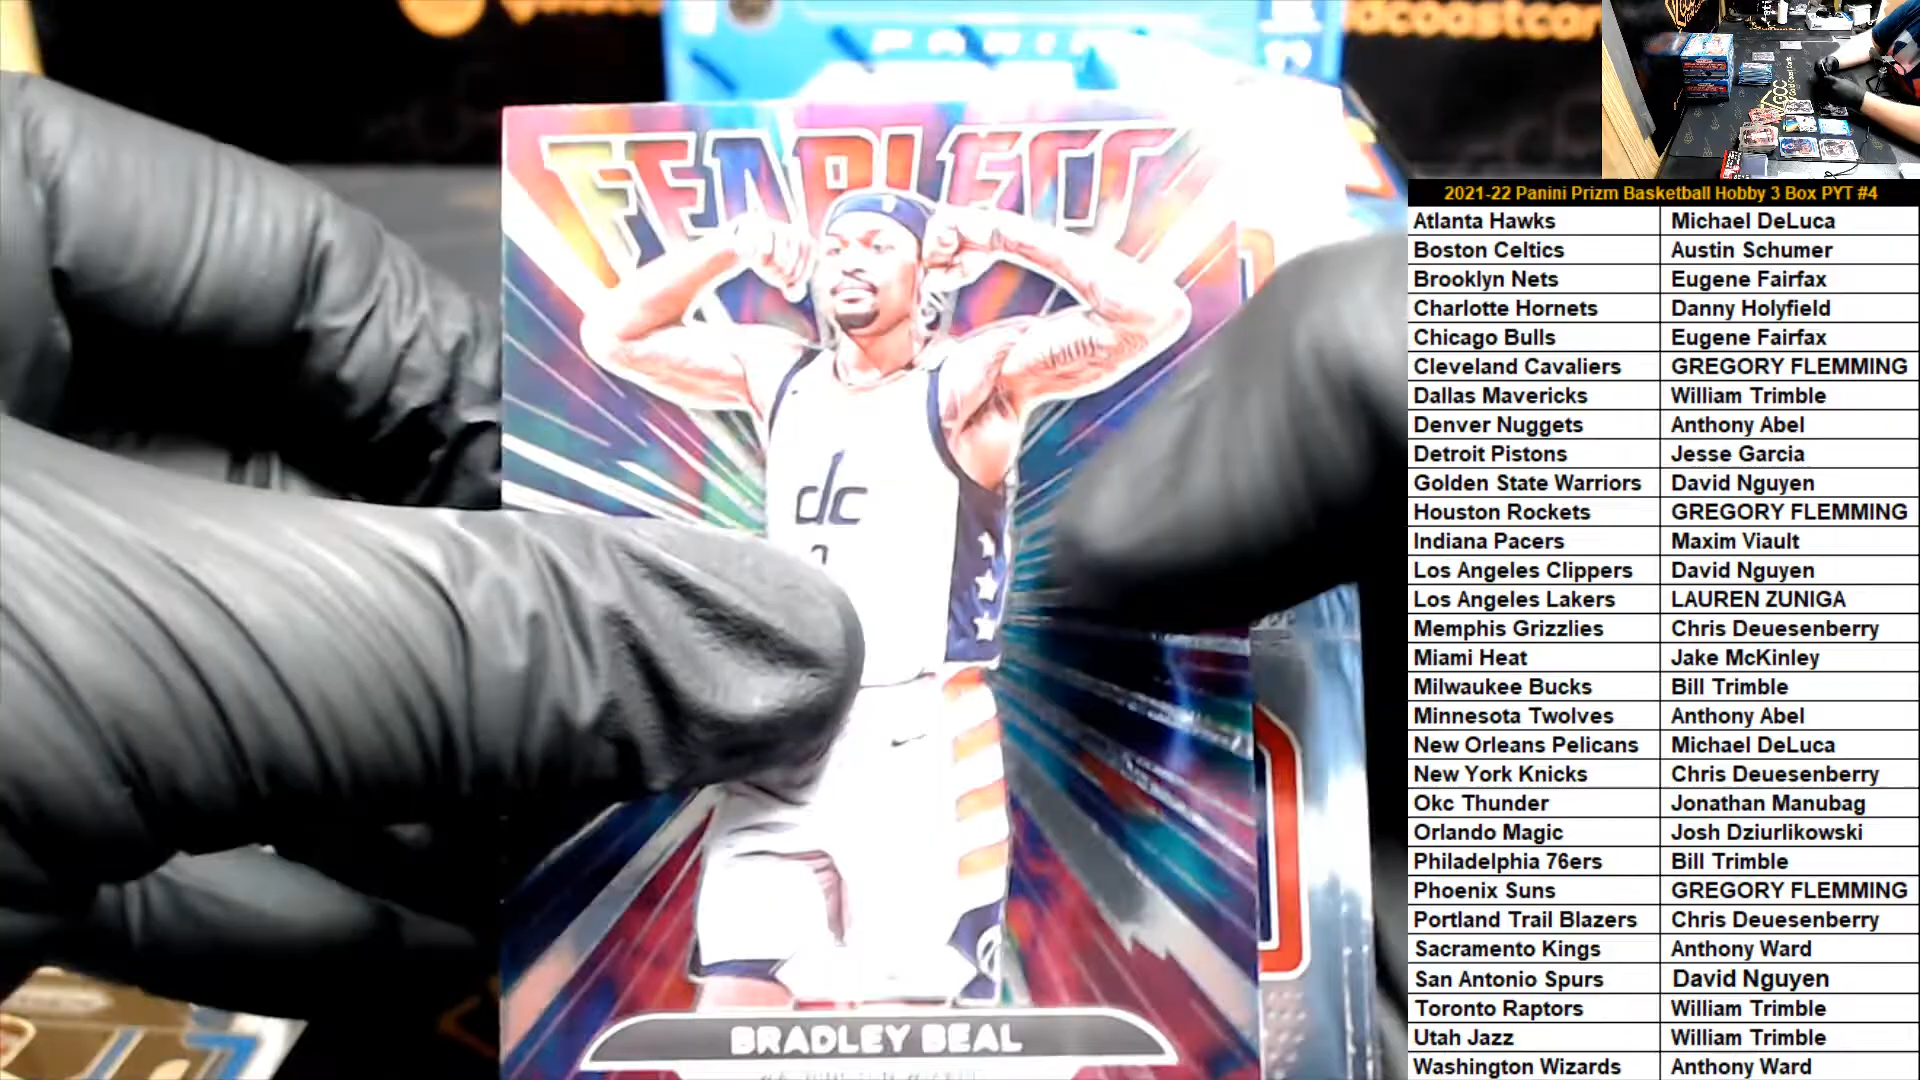 PANINI
FEARLESS
dc
BRADLEY BEAL
2021-22 Panini Prizm Basketball Hobby 3 Box PYT #4
Atlanta Hawks Michael DeLuca
Boston Celtics Austin Schumer
Brooklyn Nets Eugene Fairfax
Charlotte Hornets Danny Holyfield
Chicago Bulls Eugene Fairfax
Cleveland Cavaliers GREGORY FLEMMING
Dallas Mavericks William Trimble
Denver Nuggets Anthony Abel
Detroit Pistons Jesse Garcia
Golden State Warriors David Nguyen
Houston Rockets GREGORY FLEMMING
Indiana Pacers Maxim Viault
Los Angeles Clippers David Nguyen
Los Angeles Lakers LAUREN ZUNIGA
Memphis Grizzlies Chris Deuesenberry
Miami Heat Jake McKinley
Milwaukee Bucks Bill Trimble
Minnesota Twolves Anthony Abel
New Orleans Pelicans Michael DeLuca
New York Knicks Chris Deuesenberry
Okc Thunder Jonathan Manubag
Orlando Magic Josh Dziurlikowski
Philadelphia 76ers Bill Trimble
Phoenix Suns GREGORY FLEMMING
Portland Trail Blazers Chris Deuesenberry
Sacramento Kings Anthony Ward
San Antonio Spurs David Nguyen
Toronto Raptors William Trimble
Utah Jazz William Trimble
Washington Wizards Anthony Ward